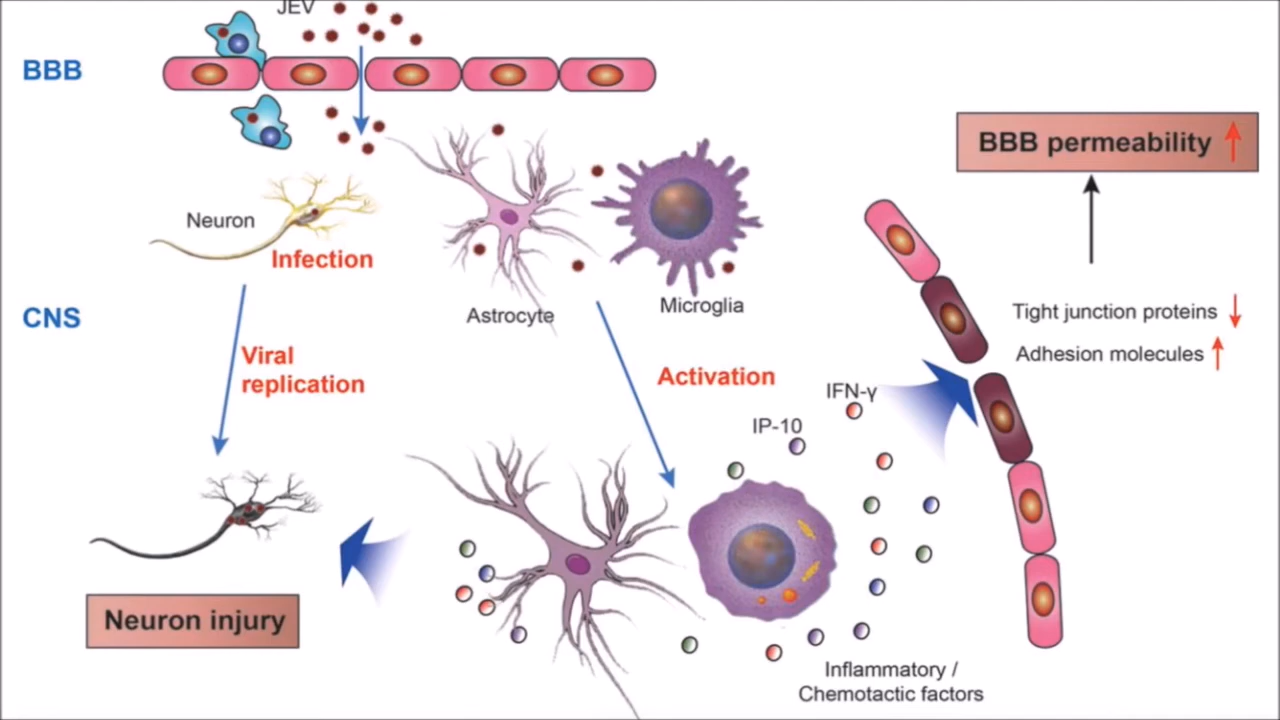 JEV
BBB
BBB permeability
Neuron
Infection
Astrocyte
Microglia
CNS
Tight junction proteins
Adhesion molecules
Viral
replication
Activation
IFN-γ
IP-10
Neuron injury
Inflammatory /
Chemotactic factors